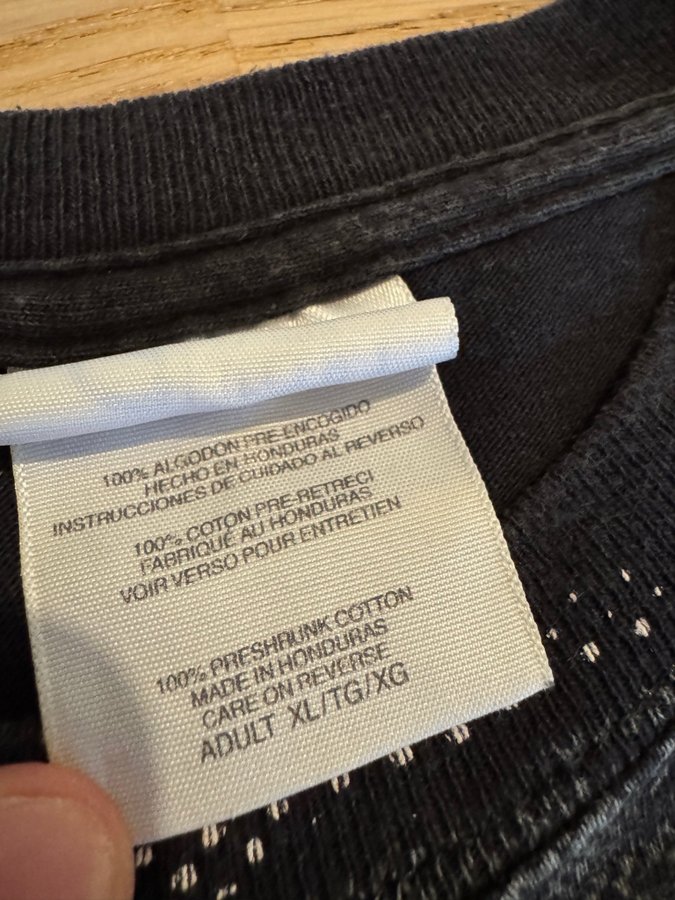 100% ALGODON PRE-ENCOGIDO
HECHO EN HONDURAS
INSTRUCCIONES DE CUIDADO AL REVERSO
100% COTON PRE-RETRECI
FABRIQUE AU HONDURAS
VOIR VERSO POUR ENTRETIEN
100% PRESHRUNK COTTON
MADE IN HONDURAS
CARE ON REVERSE
ADULT XL/TG/XG